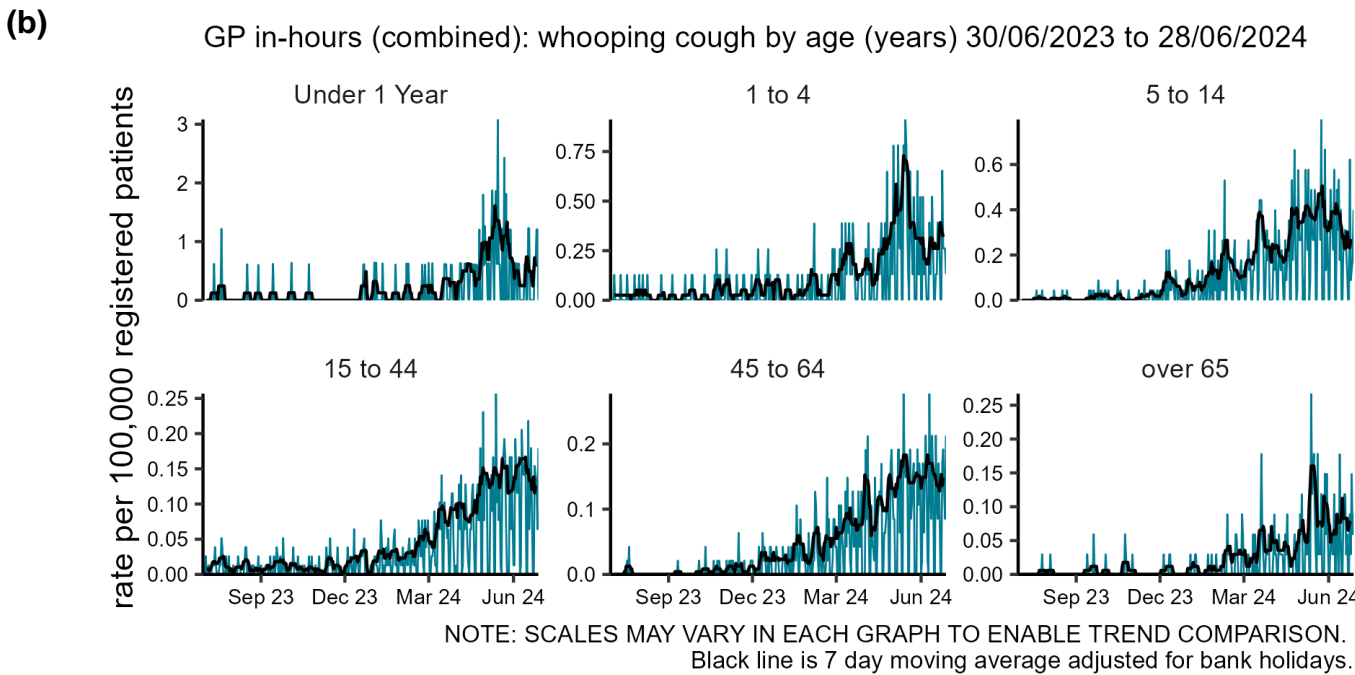 (b)
GP in-hours (combined): whooping cough by age (years) 30/06/2023 to 28/06/2024
rate per 100,000 registered patients
Under 1 Year
3
2
1
0
1 to 4
0.75
0.50
0.25
0.00
5 to 14
0.6
0.4
0.2
0.0
15 to 44
0.25
0.20
0.15
0.10
0.05
0.00
Sep 23 Dec 23 Mar 24 Jun 24
45 to 64
0.2
0.1
0.0
Sep 23 Dec 23 Mar 24 Jun 24
over 65
0.25
0.20
0.15
0.10
0.05
0.00
Sep 23 Dec 23 Mar 24 Jun 24
NOTE: SCALES MAY VARY IN EACH GRAPH TO ENABLE TREND COMPARISON.
Black line is 7 day moving average adjusted for bank holidays.